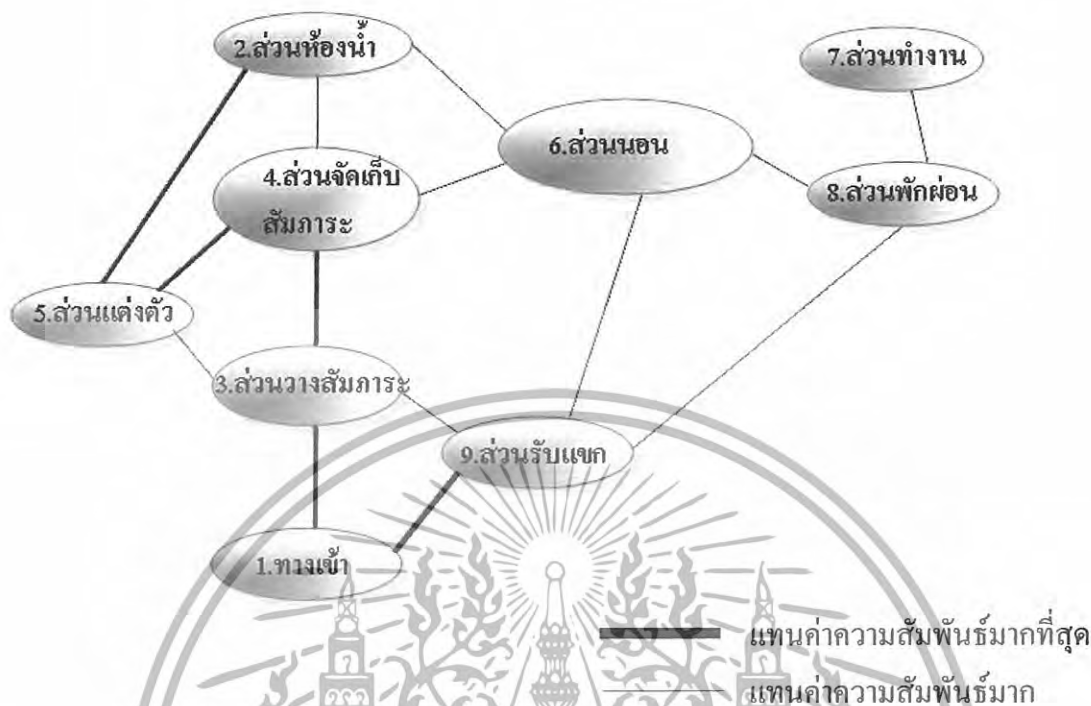 2.ส่วนห้องน้ำ
7.ส่วนทำงาน
6.ส่วนนอน
4.ส่วนจัดเก็บ
สัมภาระ
8.ส่วนพักผ่อน
5.ส่วนแต่งตัว
3.ส่วนวางสัมภาระ
9.ส่วนรับแขก
1.ทางเข้า
แทนค่าความสัมพันธ์มากที่สุด
แทนค่าความสัมพันธ์มาก